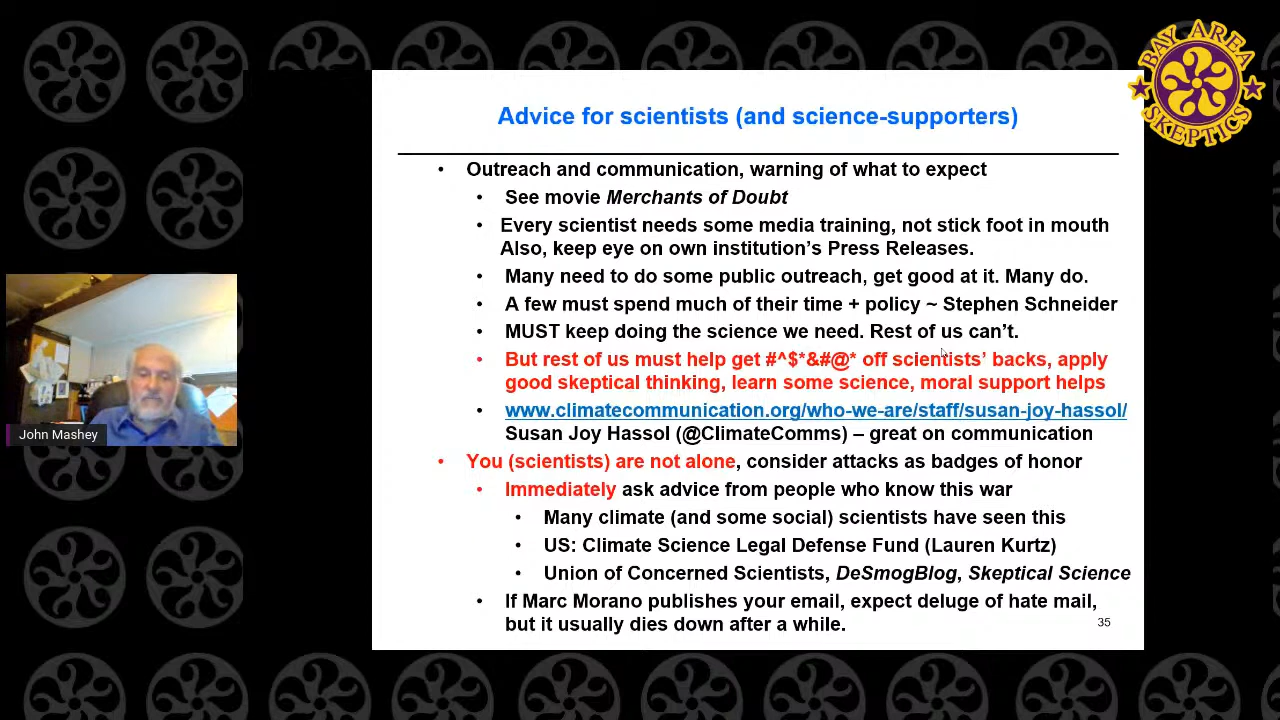 BAY AREA
SKEPTICS
Advice for scientists (and science-supporters)
• Outreach and communication, warning of what to expect
• See movie Merchants of Doubt
• Every scientist needs some media training, not stick foot in mouth
Also, keep eye on own institution's Press Releases.
• Many need to do some public outreach, get good at it. Many do.
• A few must spend much of their time + policy ~ Stephen Schneider
• MUST keep doing the science we need. Rest of us can't.
• But rest of us must help get #^$*&#@* off scientists' backs, apply
good skeptical thinking, learn some science, moral support helps
• www.climatecommunication.org/who-we-are/staff/susan-joy-hassol/
Susan Joy Hassol (@ClimateComms) – great on communication
• You (scientists) are not alone, consider attacks as badges of honor
• Immediately ask advice from people who know this war
• Many climate (and some social) scientists have seen this
• US: Climate Science Legal Defense Fund (Lauren Kurtz)
• Union of Concerned Scientists, DeSmogBlog, Skeptical Science
• If Marc Morano publishes your email, expect deluge of hate mail,
but it usually dies down after a while.
35
John Mashey